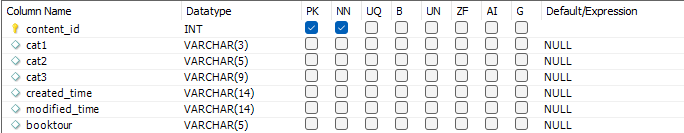 Column Name Datatype PK NN UQ B UN ZF AI G Default/Expression
content_id INT
cat1 VARCHAR(3) NULL
cat2 VARCHAR(5) NULL
cat3 VARCHAR(9) NULL
created_time VARCHAR(14) NULL
modified_time VARCHAR(14) NULL
booktour VARCHAR(5) NULL